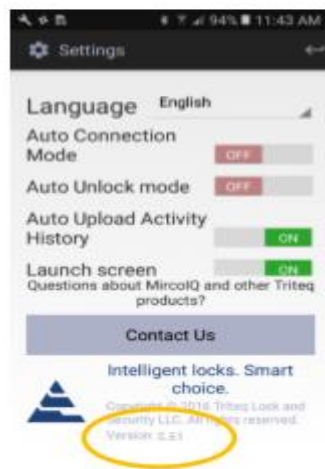 94% 11:43 AM
Settings
Language English
Auto Connection
Mode OFF
Auto Unlock mode OFF
Auto Upload Activity
History ON
Launch screen ON
Questions about MircoIQ and other Triteq
products?
Contact Us
Intelligent locks. Smart
choice.
Copyright © 2016 Triteq Lock and
Security LLC. All rights reserved.
Version: